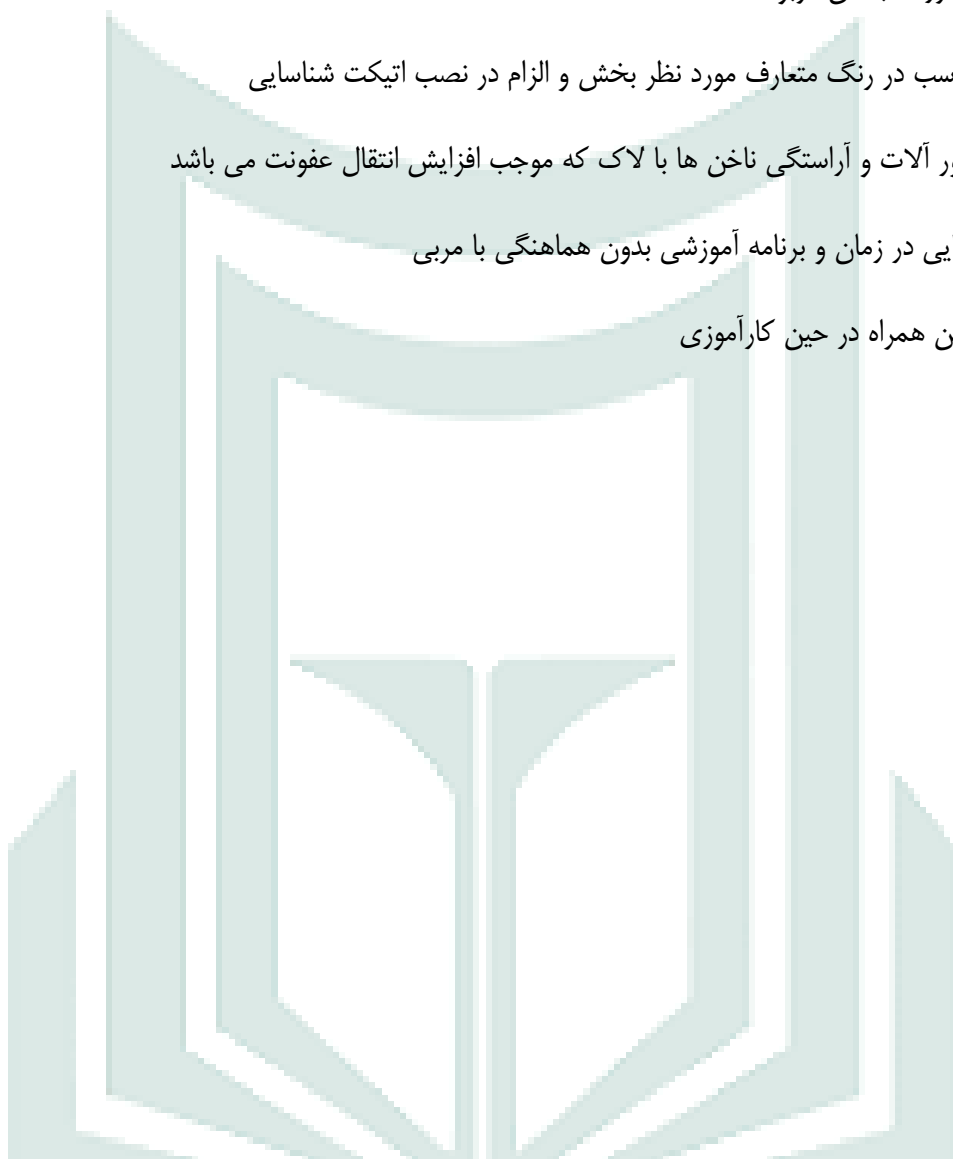 سب در رنگ متعارف مورد نظر بخش و الزام در نصب اتیکت شناسایی
ور آلات و آراستگی ناخن ها با لاک که موجب افزایش انتقال عفونت می باشد
ایی در زمان و برنامه آموزشی بدون هماهنگی با مربی
ن همراه در حین کارآموزی